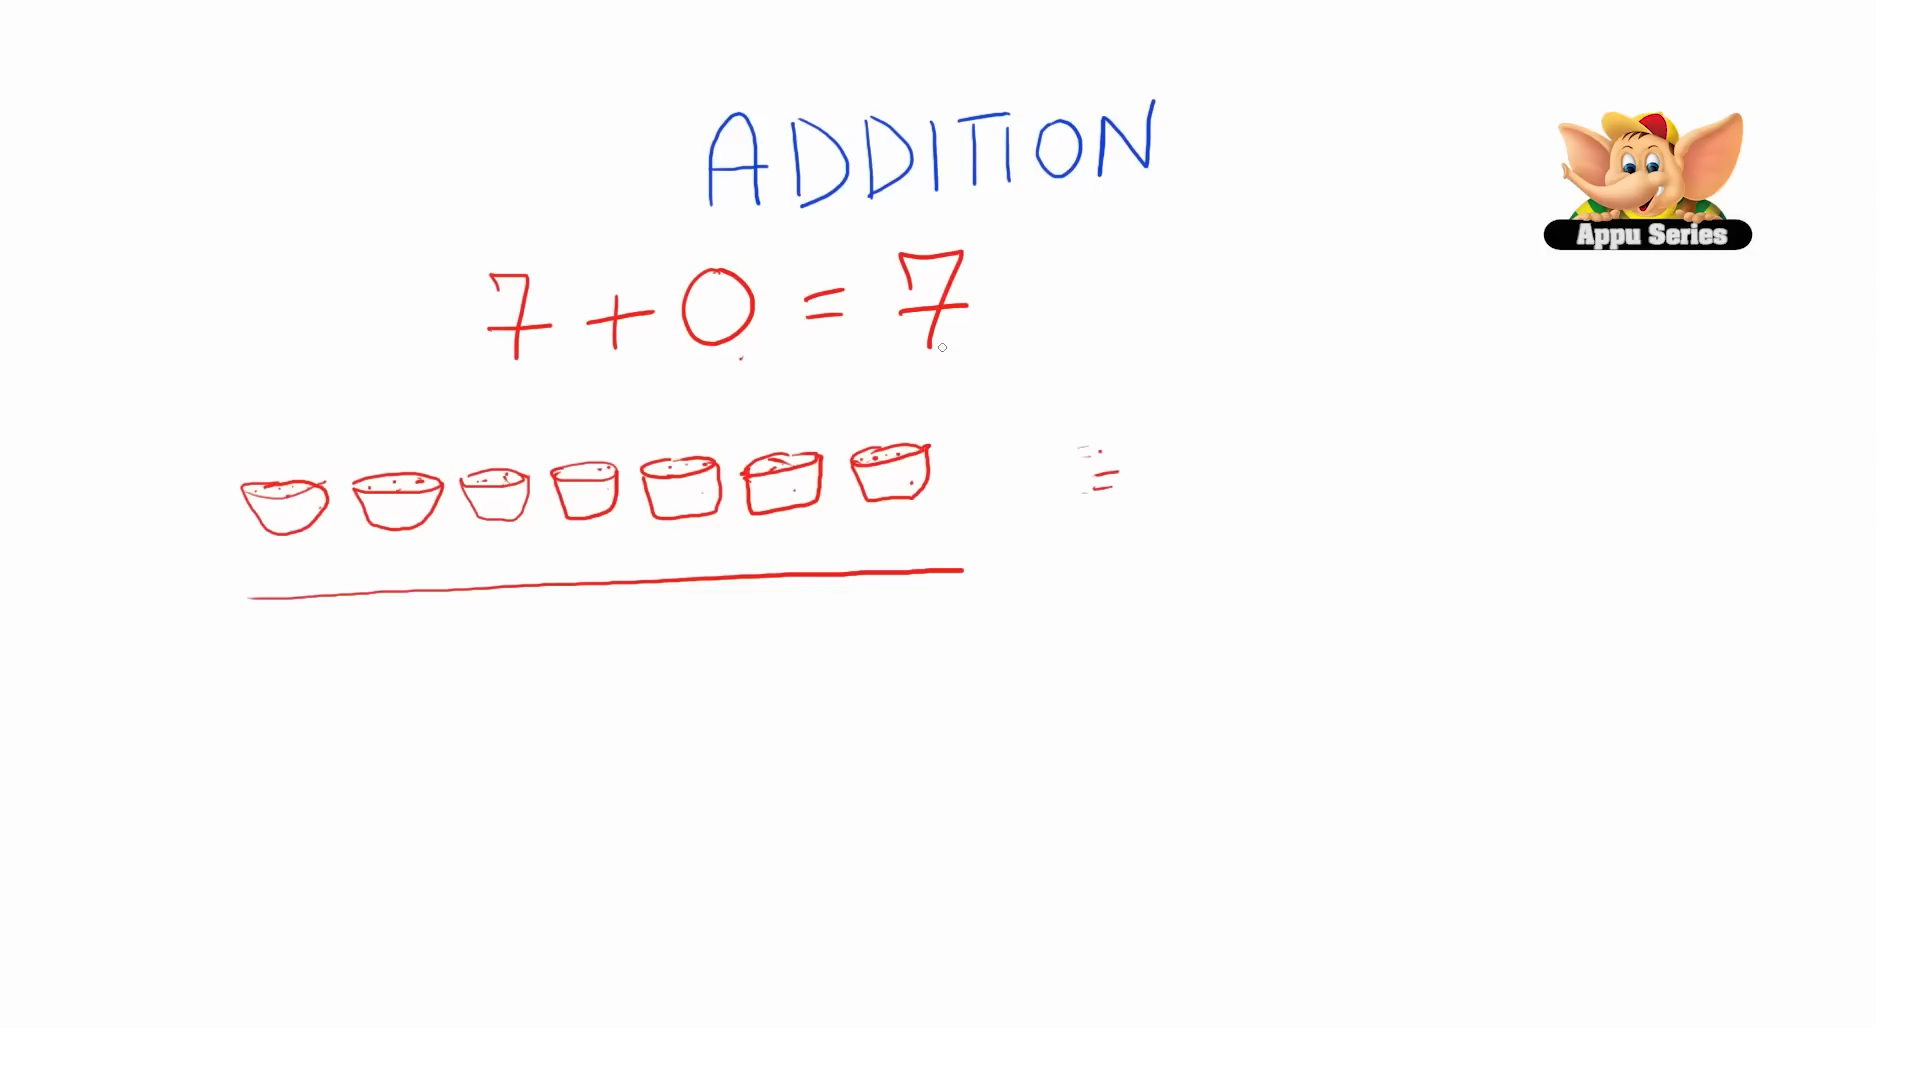 ADDITION
Appu Series
7 + 0 = 7
=